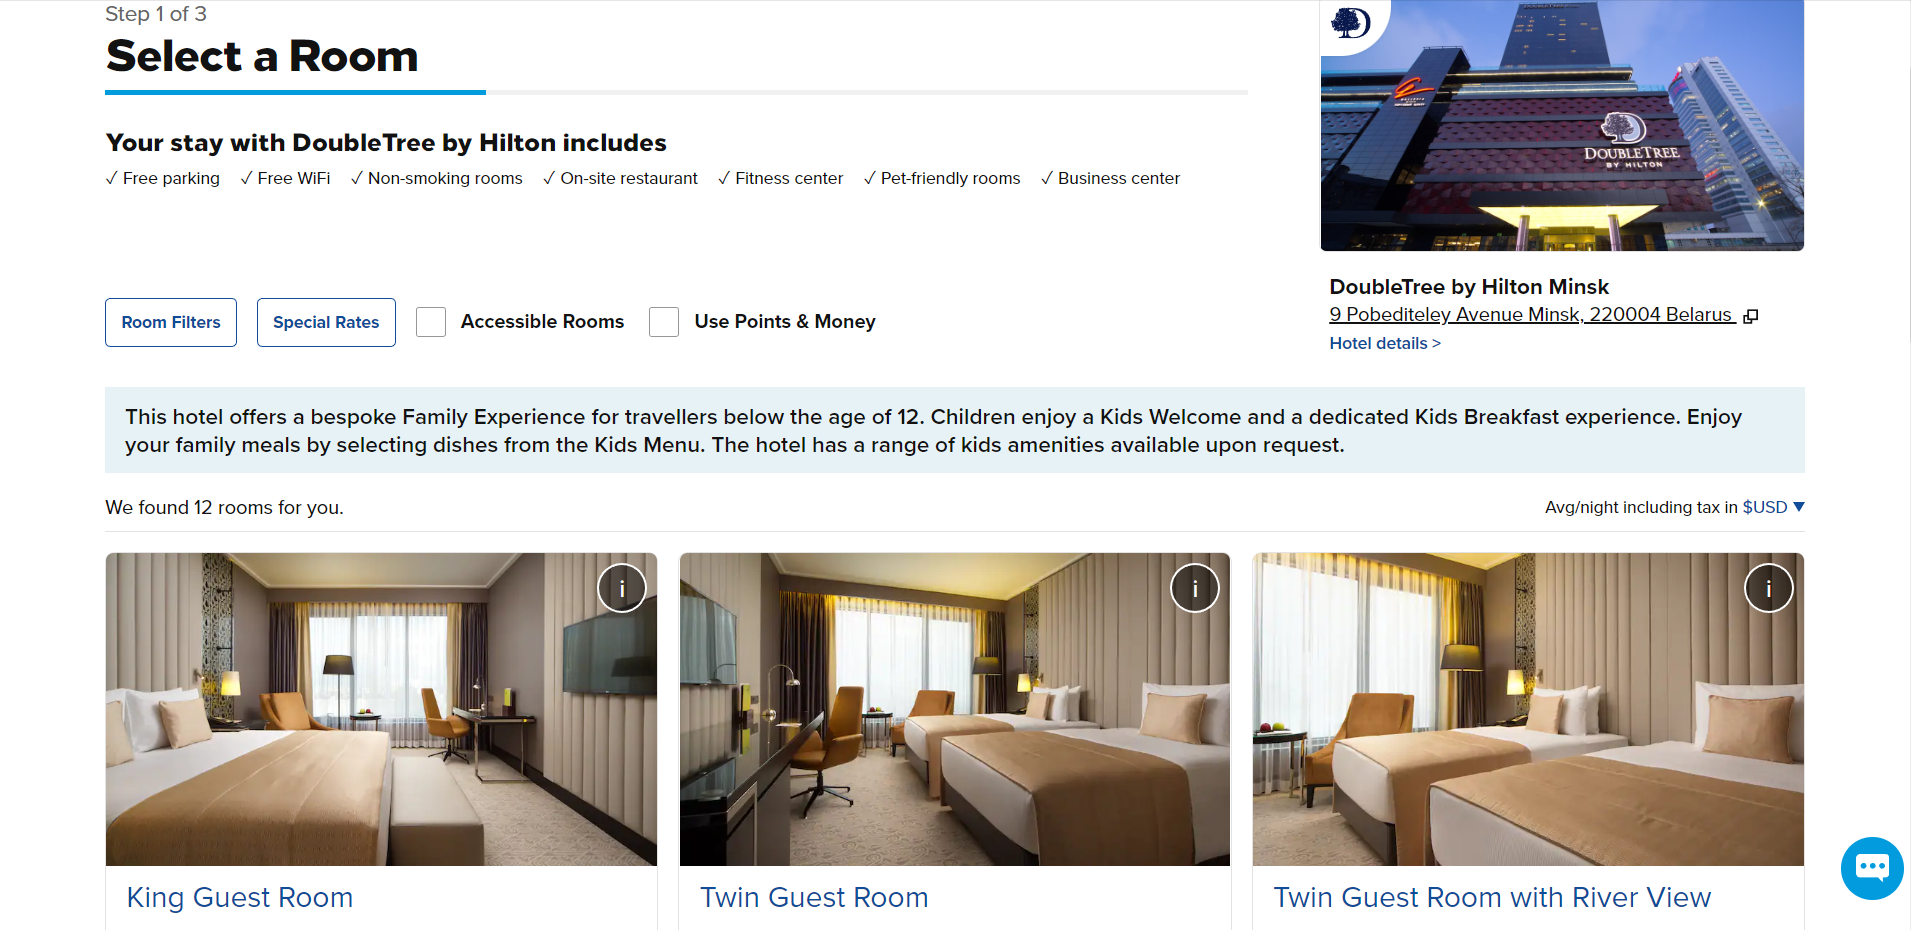 Step 1 of 3
Select a Room
Your stay with DoubleTree by Hilton includes
✓ Free parking ✓ Free WiFi ✓ Non-smoking rooms ✓ On-site restaurant ✓ Fitness center ✓ Pet-friendly rooms ✓ Business center
Room Filters
Special Rates
Accessible Rooms
Use Points & Money
D
DOUBLETREE
BY HILTON
DoubleTree by Hilton Minsk
9 Pobediteley Avenue Minsk, 220004 Belarus
Hotel details >
This hotel offers a bespoke Family Experience for travellers below the age of 12. Children enjoy a Kids Welcome and a dedicated Kids Breakfast experience. Enjoy
your family meals by selecting dishes from the Kids Menu. The hotel has a range of kids amenities available upon request.
We found 12 rooms for you.
Avg/night including tax in $USD ▼
i
i
i
King Guest Room
Twin Guest Room
Twin Guest Room with River View